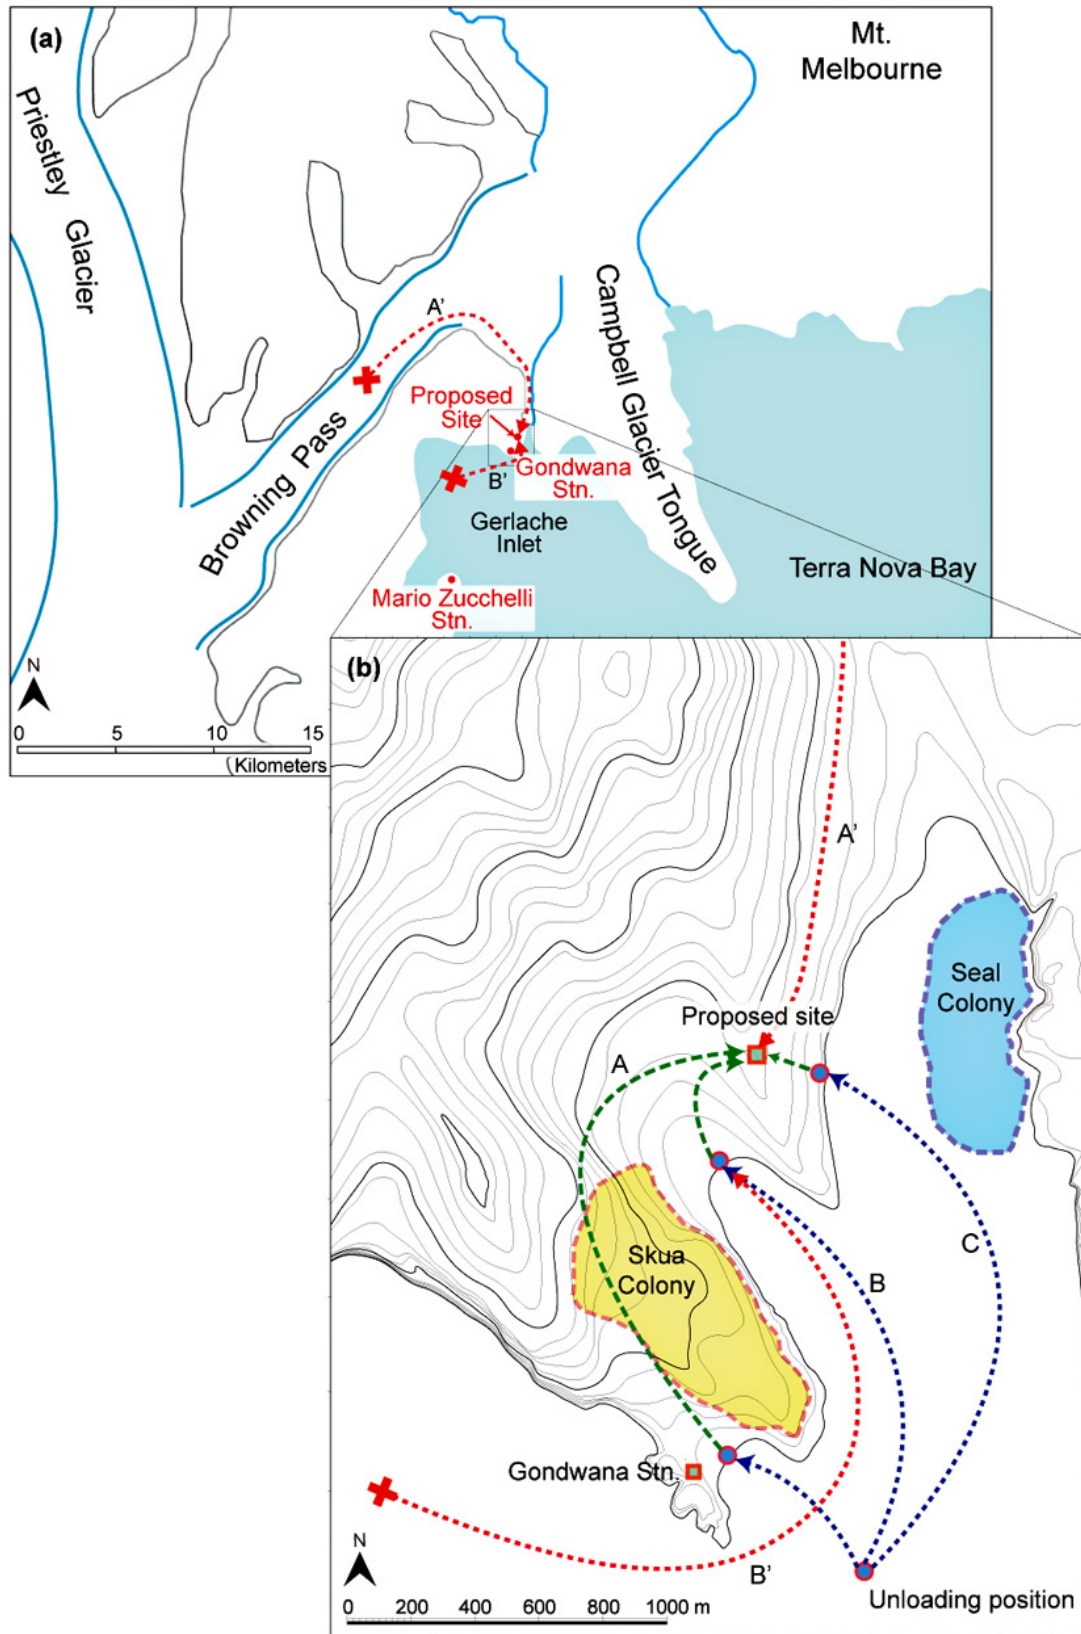 (a)
Mt.
Melbourne
Priestley Glacier
A'
Campbell Glacier Tongue
Proposed
Site
Browning Pass
Gondwana
Stn.
B'
Gerlache
Inlet
Terra Nova Bay
Mario Zucchelli
Stn.
N
0 5 10 15
(Kilometers
(b)
A'
Seal
Colony
Proposed site
A
C
Skua
Colony
B
Gondwana Stn.
N
B'
Unloading position
0 200 400 600 800 1000 m